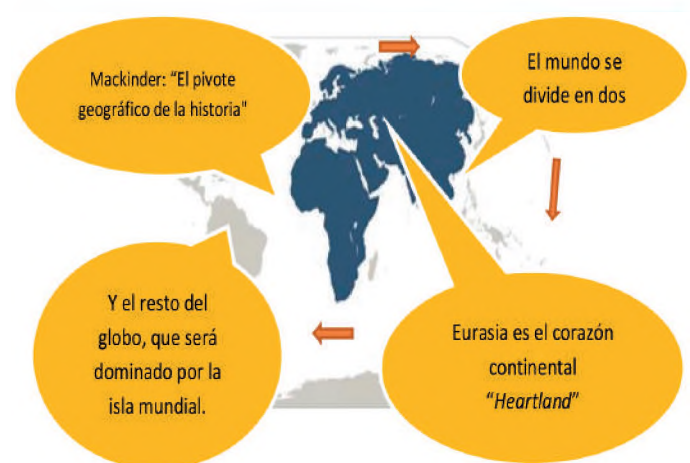 Mackinder: “El pivote
geográfico de la historia"
El mundo se
divide en dos
Y el resto del
globo, que será
dominado por la
isla mundial.
Eurasia es el corazón
continental
“Heartland”